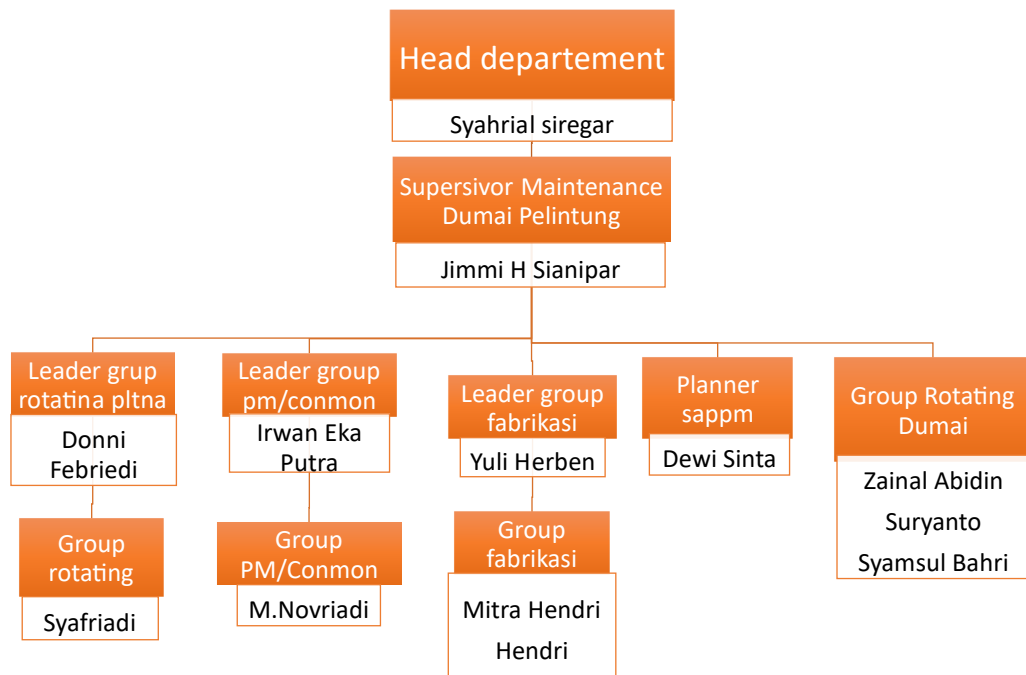 Head departement
Syahrial siregar
Supersivor Maintenance
Dumai Pelintung
Jimmi H Sianipar
Leader grup
rotatina pltna
Donni
Febriedi
Group
rotating
Syafriadi
Leader group
pm/conmon
Irwan Eka
Putra
Group
PM/Conmon
M.Novriadi
Leader group
fabrikasi
Yuli Herben
Group
fabrikasi
Mitra Hendri
Hendri
Planner
sappm
Dewi Sinta
Group Rotating
Dumai
Zainal Abidin
Suryanto
Syamsul Bahri